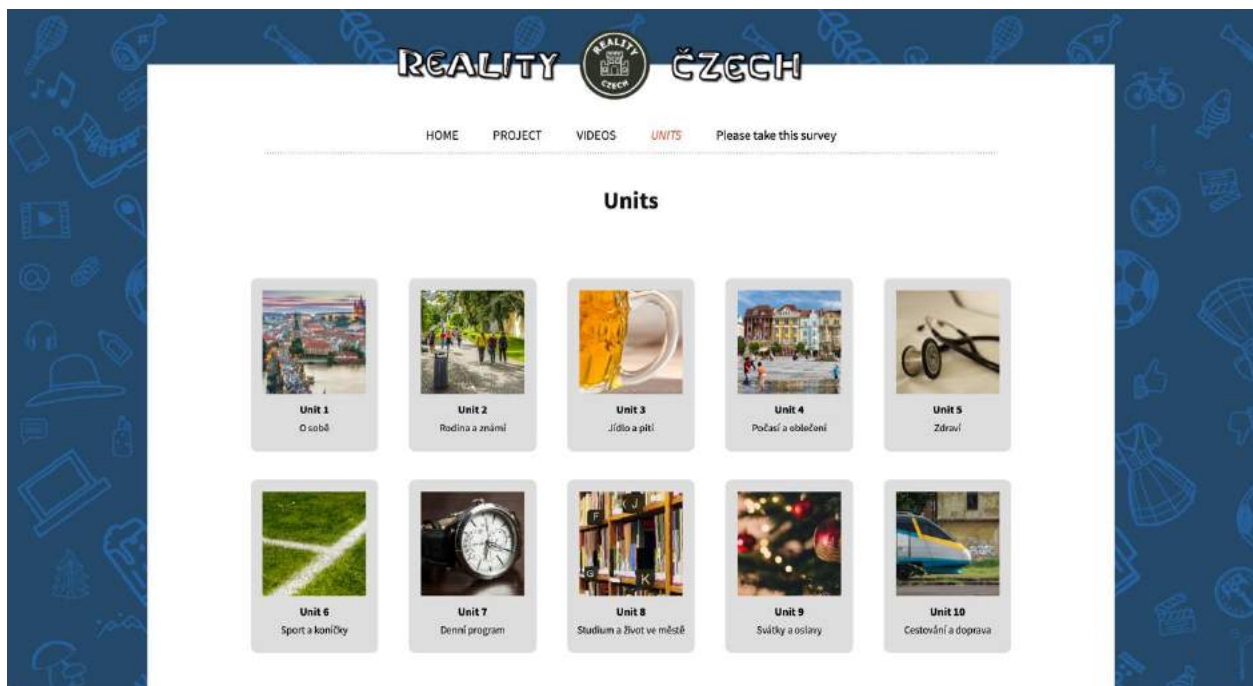 REALITY
REALITY
CZECH
ČZECH
HOME PROJECT VIDEOS UNITS Please take this survey
Units
Unit 1
O sobě
Unit 2
Rodina a známí
Unit 3
Jídlo a pití
Unit 4
Počasí a oblečení
Unit 5
Zdraví
Unit 6
Sport a koníčky
Unit 7
Denní program
F
K J
G
K
Unit 8
Studium a život ve městě
Unit 9
Svátky a oslavy
Unit 10
Cestování a doprava